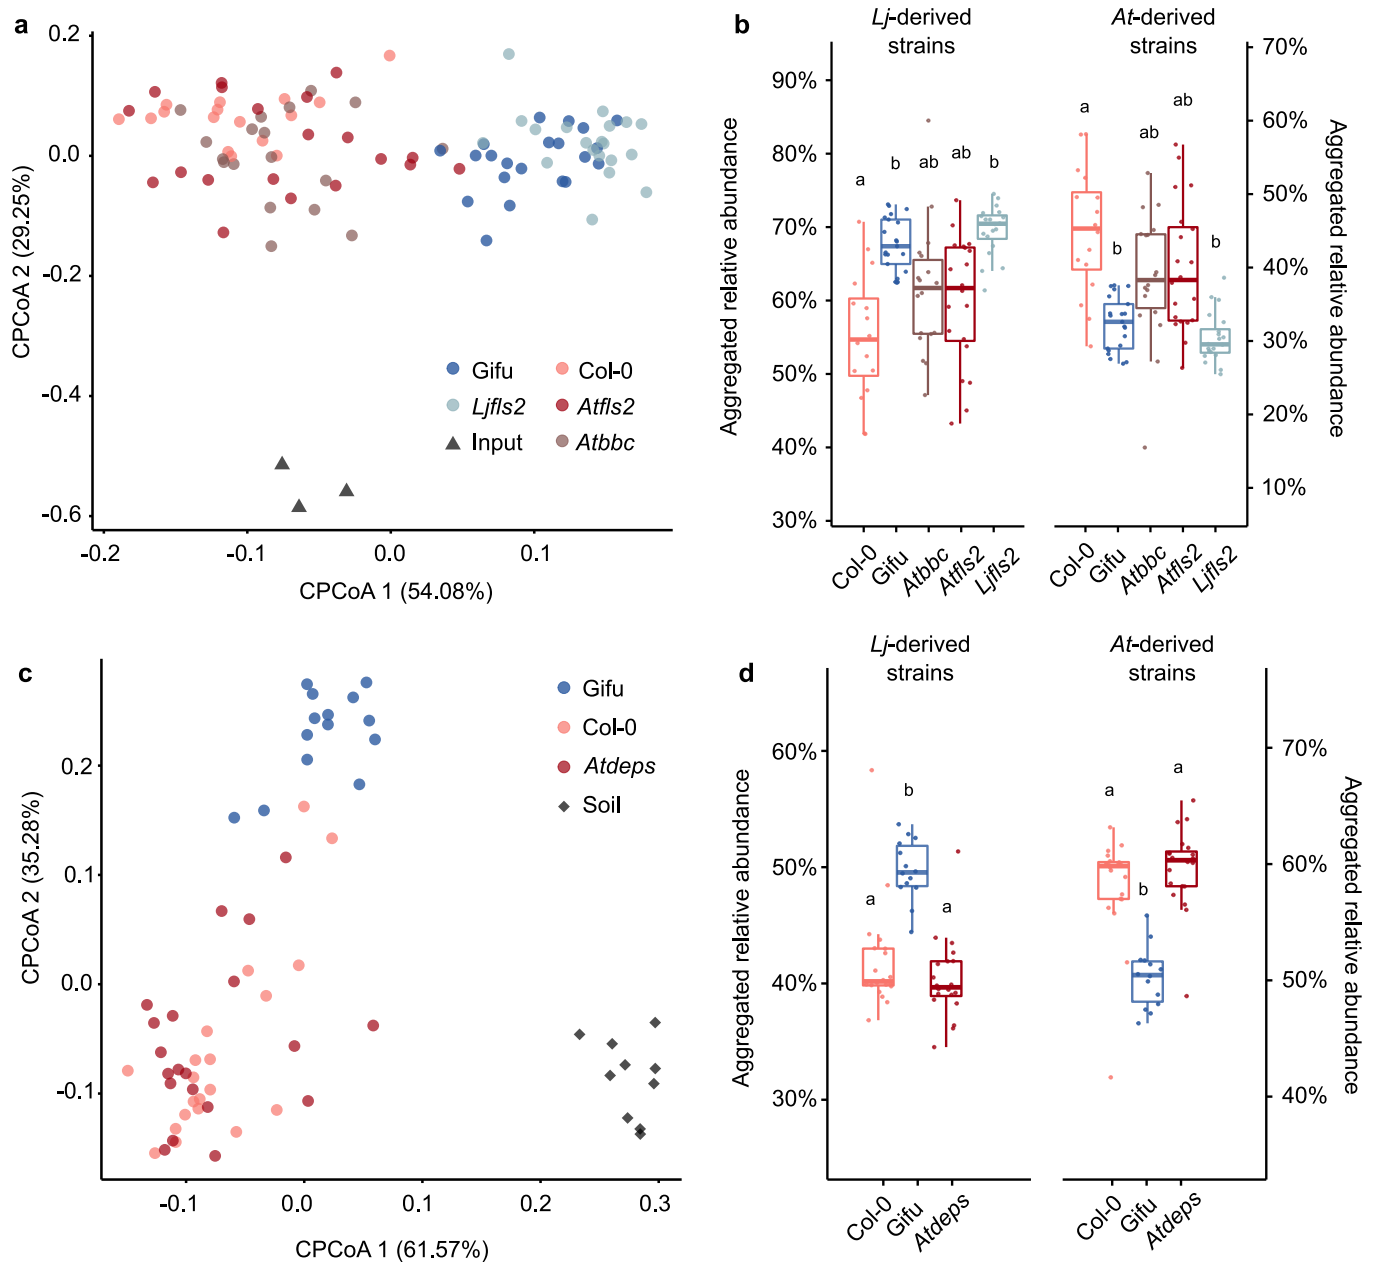 a
0.2
0.0
-0.2
-0.4
-0.6
CPCoA 2 (29.25%)
-0.2
-0.1
0.0
0.1
CPCoA 1 (54.08%)
Gifu
Col-0
Ljfls2
Atfls2
Input
Atbbc
b
Lj-derived
strains
At-derived
strains
90%
80%
70%
60%
50%
40%
30%
Aggregated relative abundance
a
b
ab
ab
b
a
b
ab
ab
b
70%
60%
50%
40%
30%
20%
10%
Aggregated relative abundance
Col-0
Gifu
Atbbc
Atfls2
Ljfls2
Col-0
Gifu
Atbbc
Atfls2
Ljfls2
c
0.2
0.1
0.0
-0.1
CPCoA 2 (35.28%)
-0.1
0.0
0.1
0.2
0.3
CPCoA 1 (61.57%)
Gifu
Col-0
Atdeps
Soil
d
Lj-derived
strains
At-derived
strains
60%
50%
40%
30%
Aggregated relative abundance
a
b
a
a
b
a
70%
60%
50%
40%
Aggregated relative abundance
Col-0
Gifu
Atdeps
Col-0
Gifu
Atdeps